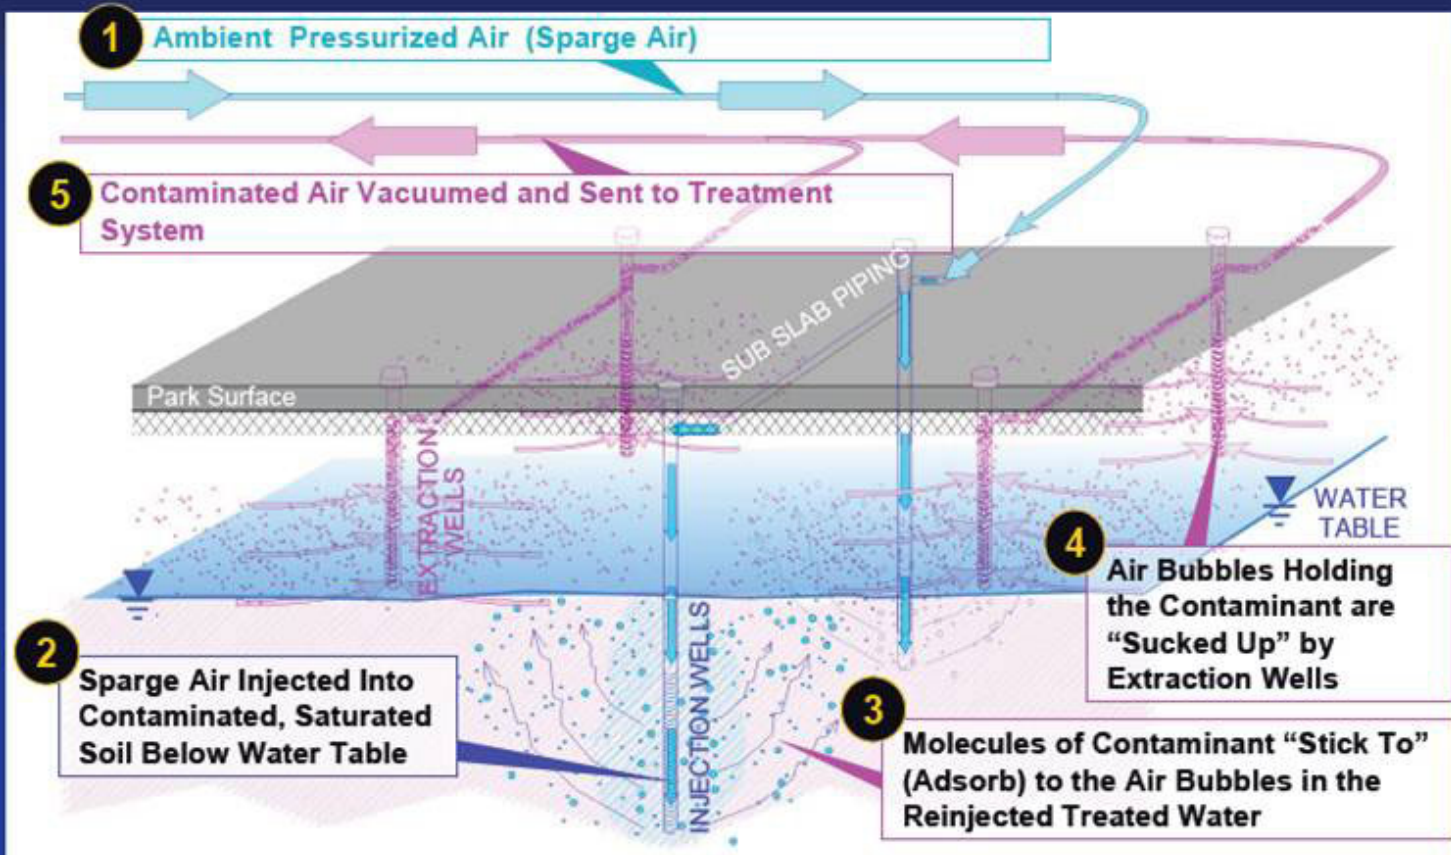 1
Ambient Pressurized Air (Sparge Air)
5
Contaminated Air Vacuumed and Sent to Treatment
System
SUB SLAB PIPING
Park Surface
EXTRACTION
WELLS
WATER
TABLE
4
Air Bubbles Holding
the Contaminant are
“Sucked Up” by
Extraction Wells
2
Sparge Air Injected Into
Contaminated, Saturated
Soil Below Water Table
INJECTION WELLS
3
Molecules of Contaminant “Stick To”
(Adsorb) to the Air Bubbles in the
Reinjected Treated Water